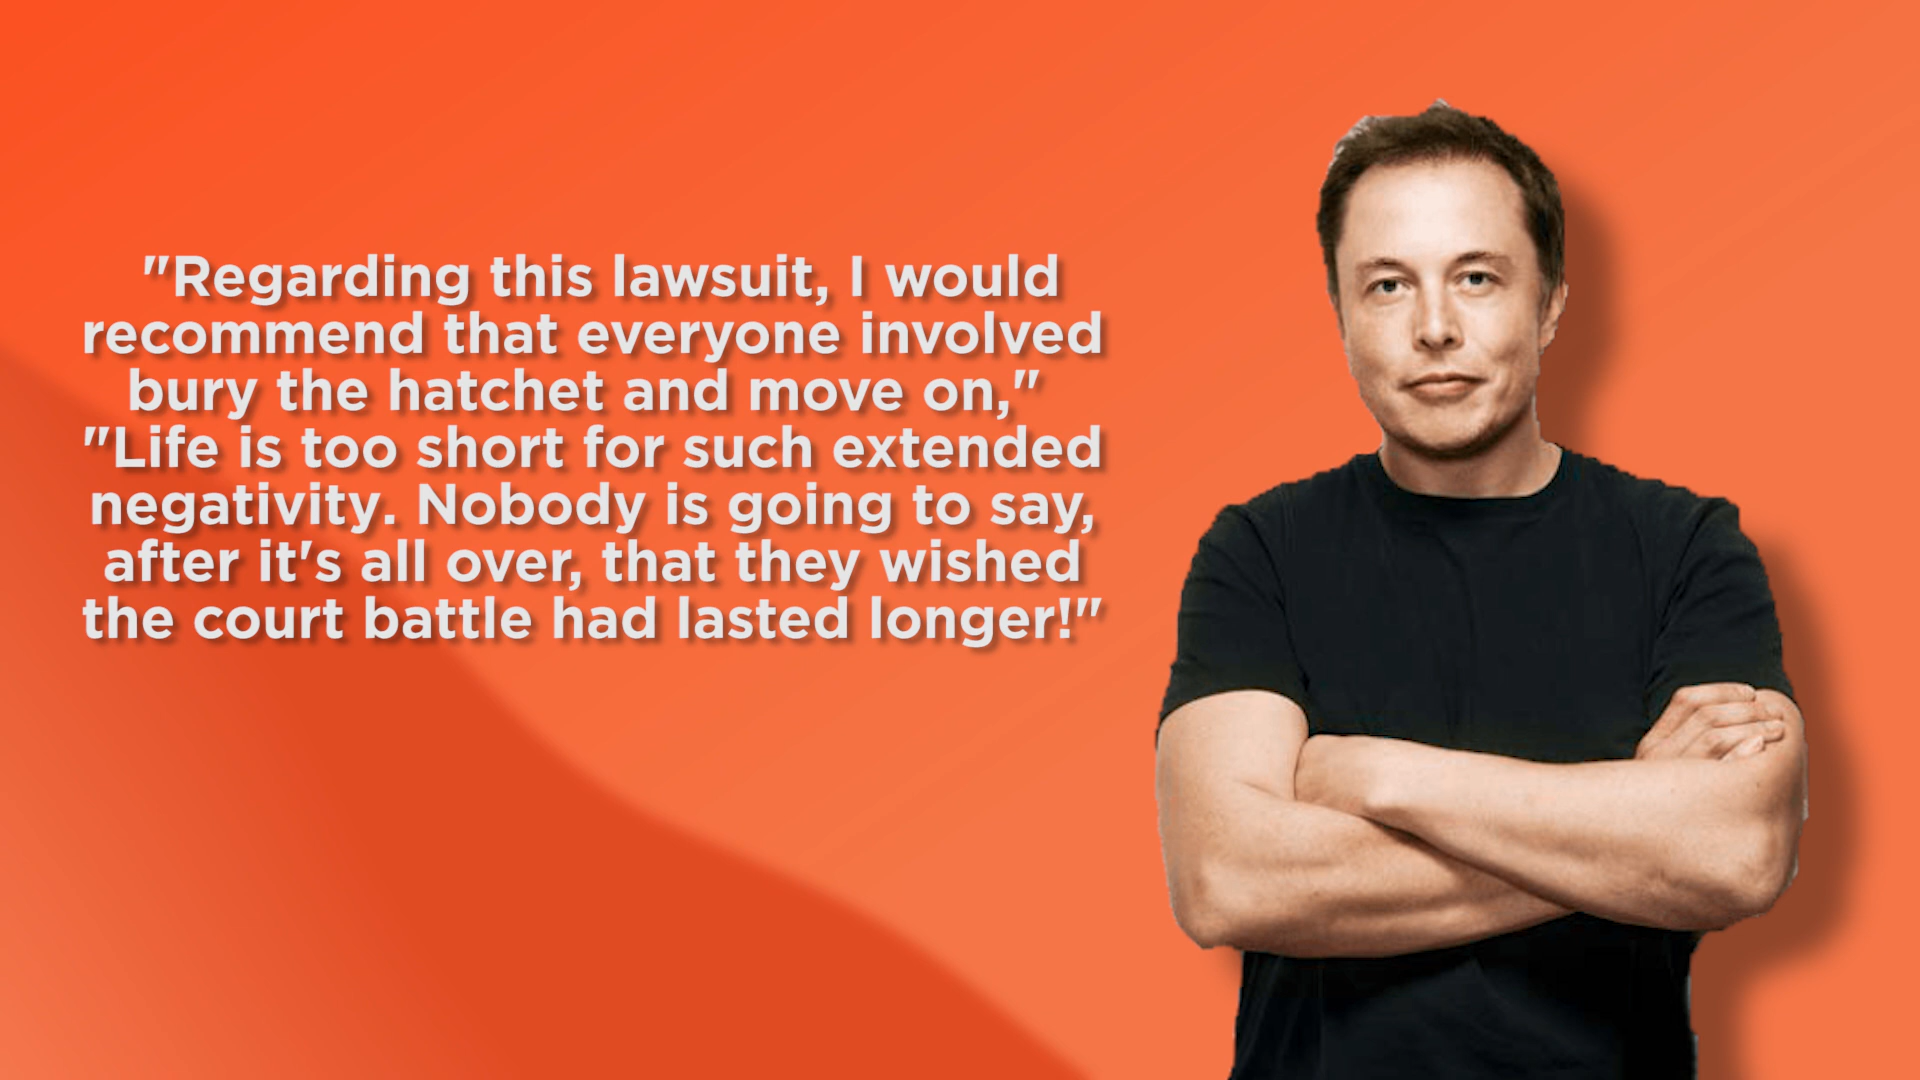 "Regarding this lawsuit, I would
recommend that everyone involved
bury the hatchet and move on,"
"Life is too short for such extended
negativity. Nobody is going to say,
after it's all over, that they wished
the court battle had lasted longer!"